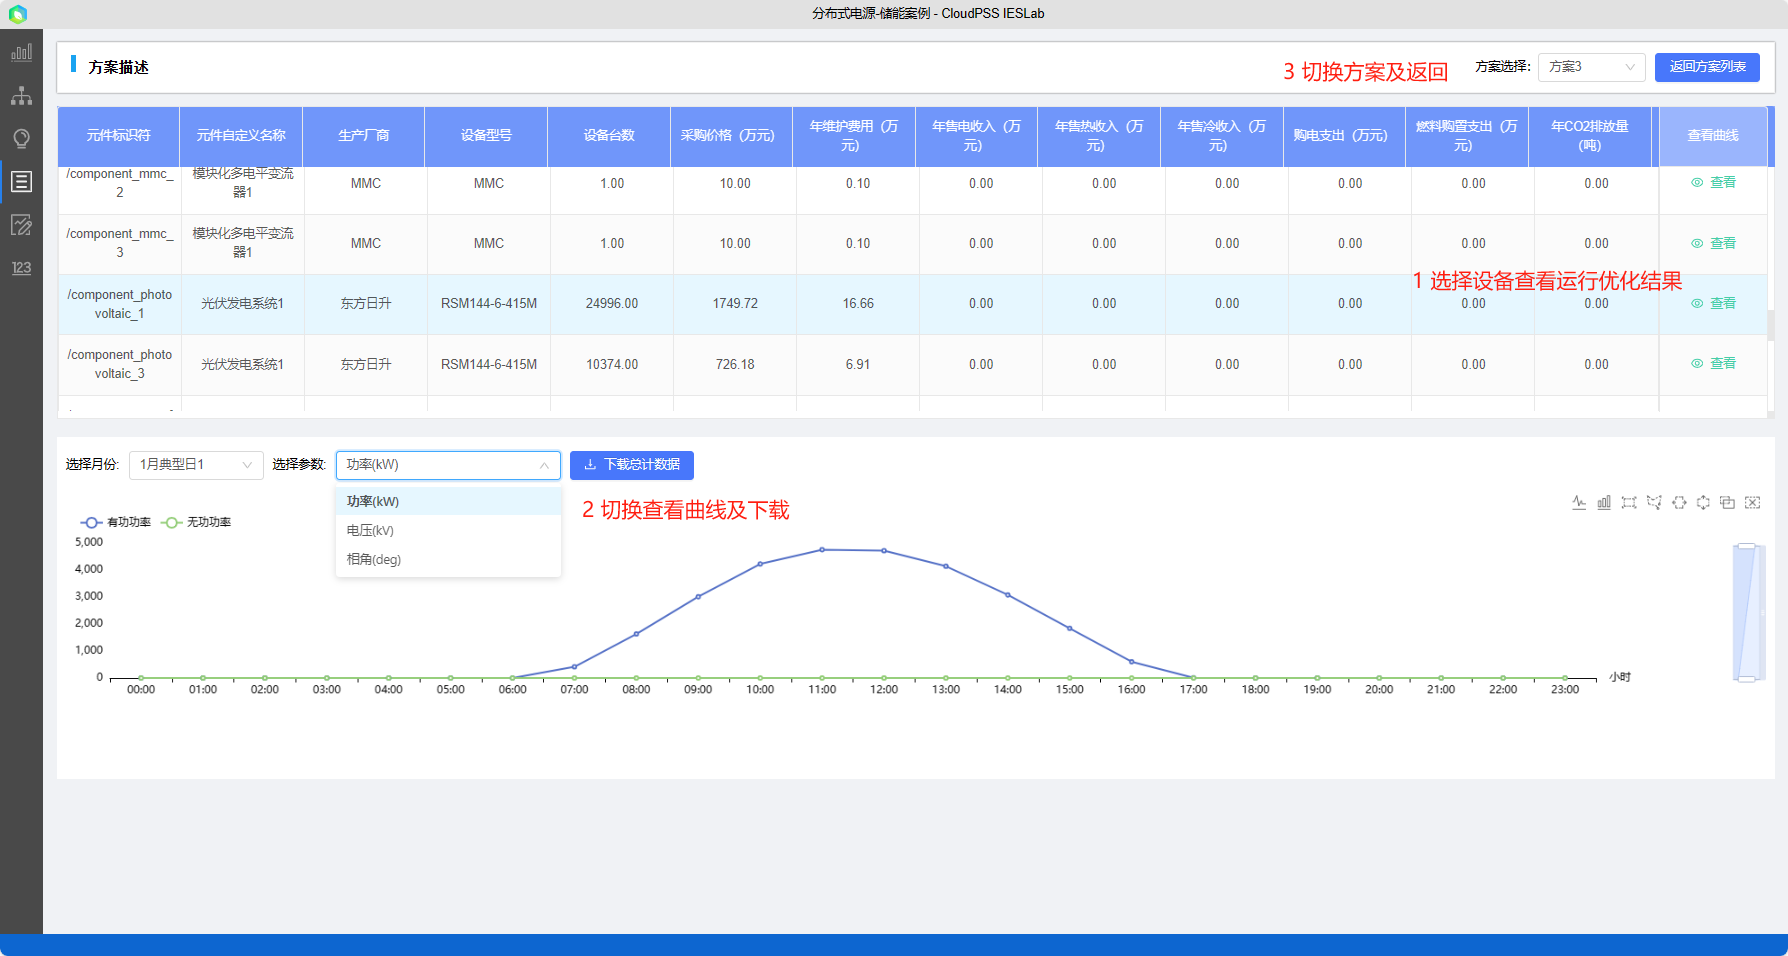 分布式电源-储能案例 - CloudPSS IESLab
方案描述
3 切换方案及返回
方案选择:
方案3
返回方案列表
元件标识符 元件自定义名称 生产厂商 设备型号 设备台数 采购价格（万元） 年维护费用（万元） 年售电收入（万元） 年售热收入（万元） 年售冷收入（万元） 购电支出（万元） 燃料购置支出（万元） 年CO2排放量(吨) 查看曲线
/component_mmc_2 模块化多电平变流器1 MMC MMC 1.00 10.00 0.10 0.00 0.00 0.00 0.00 0.00 0.00 查看
/component_mmc_3 模块化多电平变流器1 MMC MMC 1.00 10.00 0.10 0.00 0.00 0.00 0.00 0.00 0.00 查看
1 选择设备查看运行优化结果
/component_photovoltaic_1 光伏发电系统1 东方日升 RSM144-6-415M 24996.00 1749.72 16.66 0.00 0.00 0.00 0.00 0.00 0.00 查看
/component_photovoltaic_3 光伏发电系统1 东方日升 RSM144-6-415M 10374.00 726.18 6.91 0.00 0.00 0.00 0.00 0.00 0.00 查看
选择月份: 1月典型日1 选择参数: 功率(kW) 下载总计数据
功率(kW)
电压(kV)
相角(deg)
2 切换查看曲线及下载
有功功率 无功功率
5,000
4,000
3,000
2,000
1,000
0
00:00 01:00 02:00 03:00 04:00 05:00 06:00 07:00 08:00 09:00 10:00 11:00 12:00 13:00 14:00 15:00 16:00 17:00 18:00 19:00 20:00 21:00 22:00 23:00 小时
123